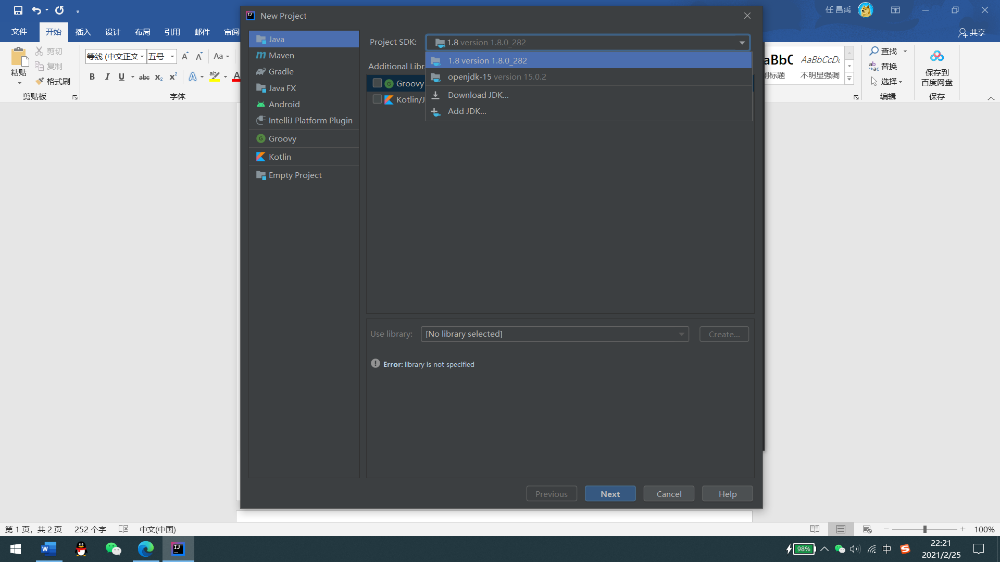 任 昌禹
文件 开始 插入 设计 布局 引用 邮件 审阅
共享
粘贴
剪切
复制
格式刷
剪贴板
等线 (中文正文
五号
Aa
B I U abc x₂ x² A aby A
字体
AaBbCcDc
副标题
不明显强调
查找
替换
选择
编辑
保存到
百度网盘
保存
New Project
Java
Maven
Gradle
Java FX
Android
IntelliJ Platform Plugin
Groovy
Kotlin
Empty Project
Project SDK: 1.8 version 1.8.0_282
1.8 version 1.8.0_282
openjdk-15 version 15.0.2
Download JDK...
Add JDK...
Additional Libr
Groovy
Kotlin/J
Use library: [No library selected] Create...
Error: library is not specified
Previous Next Cancel Help
第 1 页，共 2 页 252 个字 中文(中国)
100%
98%
中
22:21
2021/2/25